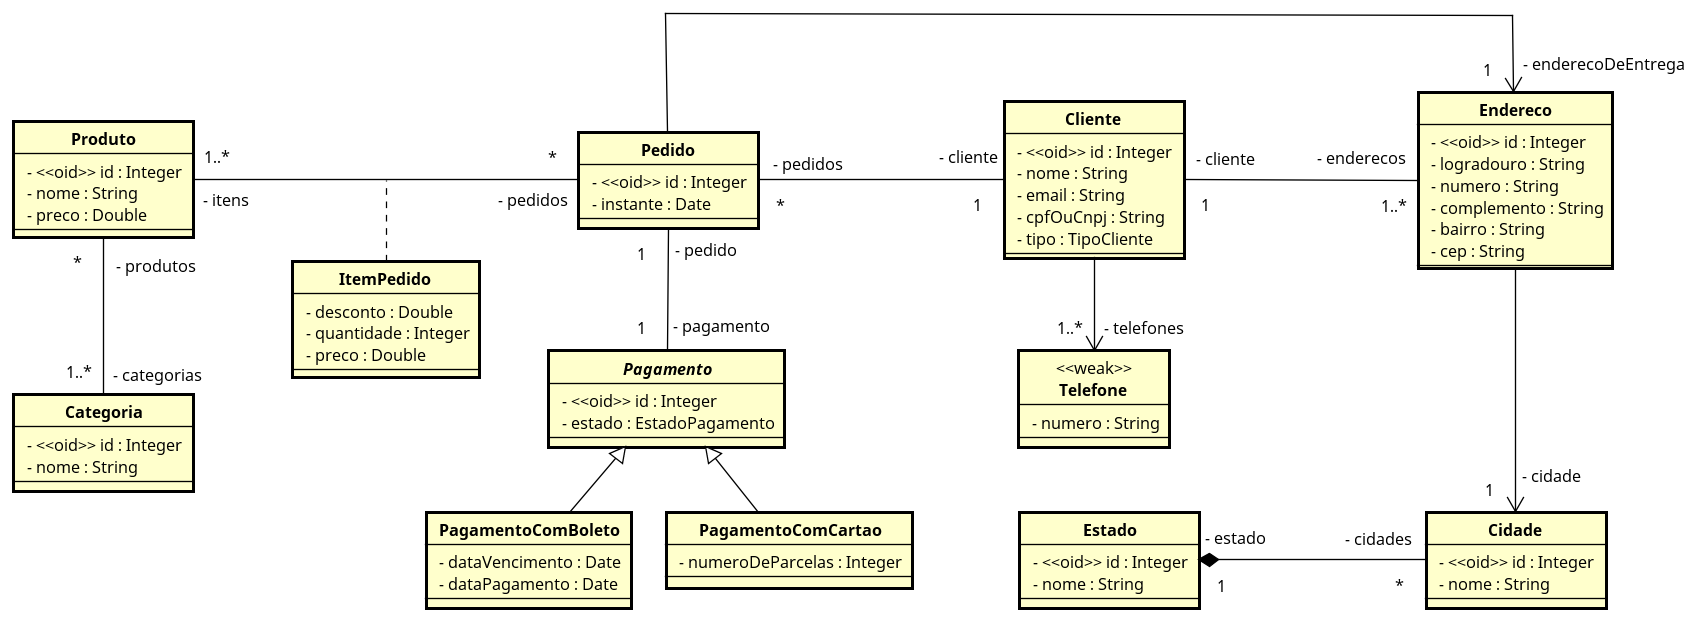 1
- enderecoDeEntrega
Produto
- <<oid>> id : Integer
- nome : String
- preco : Double
1..*
- itens
*
- pedidos
Pedido
- <<oid>> id : Integer
- instante : Date
- pedidos
*
- cliente
1
Cliente
- <<oid>> id : Integer
- nome : String
- email : String
- cpfOuCnpj : String
- tipo : TipoCliente
- cliente
1
- enderecos
1..*
Endereco
- <<oid>> id : Integer
- logradouro : String
- numero : String
- complemento : String
- bairro : String
- cep : String
*
- produtos
1..*
- categorias
Categoria
- <<oid>> id : Integer
- nome : String
ItemPedido
- desconto : Double
- quantidade : Integer
- preco : Double
1
- pedido
1
- pagamento
Pagamento
- <<oid>> id : Integer
- estado : EstadoPagamento
1..*
- telefones
<<weak>>
Telefone
- numero : String
PagamentoComBoleto
- dataVencimento : Date
- dataPagamento : Date
PagamentoComCartao
- numeroDeParcelas : Integer
Estado
- <<oid>> id : Integer
- nome : String
- estado
1
- cidades
*
1
- cidade
Cidade
- <<oid>> id : Integer
- nome : String